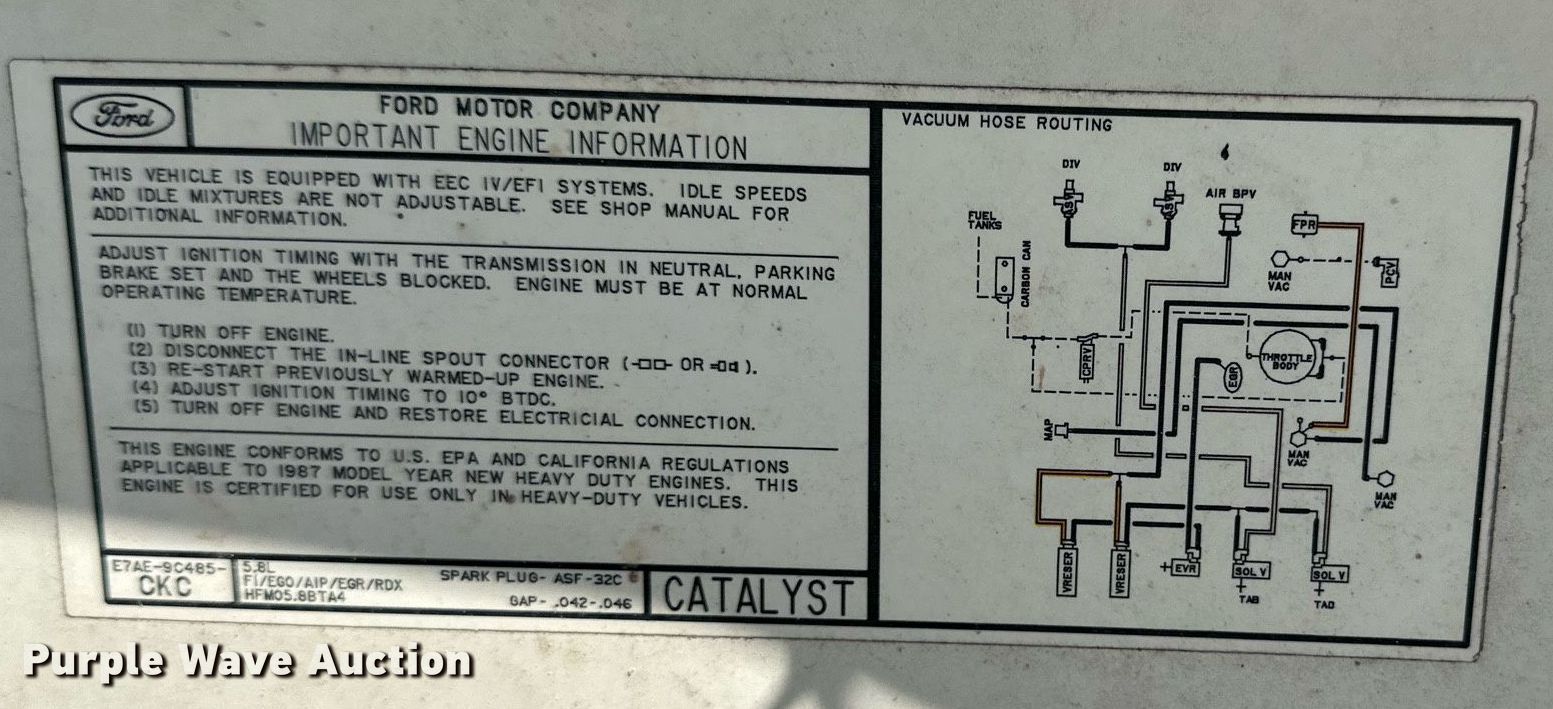 Ford
FORD MOTOR COMPANY
IMPORTANT ENGINE INFORMATION
THIS VEHICLE IS EQUIPPED WITH EEC IV/EFI SYSTEMS. IDLE SPEEDS
AND IDLE MIXTURES ARE NOT ADJUSTABLE. SEE SHOP MANUAL FOR
ADDITIONAL INFORMATION.
ADJUST IGNITION TIMING WITH THE TRANSMISSION IN NEUTRAL, PARKING
BRAKE SET AND THE WHEELS BLOCKED. ENGINE MUST BE AT NORMAL
OPERATING TEMPERATURE.
(1) TURN OFF ENGINE.
(2) DISCONNECT THE IN-LINE SPOUT CONNECTOR ( OR ).
(3) RE-START PREVIOUSLY WARMED-UP ENGINE.
(4) ADJUST IGNITION TIMING TO 10° BTDC.
(5) TURN OFF ENGINE AND RESTORE ELECTRICIAL CONNECTION.
THIS ENGINE CONFORMS TO U.S. EPA AND CALIFORNIA REGULATIONS
APPLICABLE TO 1987 MODEL YEAR NEW HEAVY DUTY ENGINES. THIS
ENGINE IS CERTIFIED FOR USE ONLY IN HEAVY-DUTY VEHICLES.
E7AE-9C485-
CKC
5.8L
FI/EGO/AIP/EGR/RDX
HFM05.8BTA4
SPARK PLUG- ASF-32C
GAP- .042-.046
CATALYST
VACUUM HOSE ROUTING
DIV
DIV
ASV
ASV
AIR BPV
FUEL
TANKS
CARBON CAN
FPR
MAN
VAC
PCV
CPRV
THROTTLE
BODY
EGR
MAP
MAN
VAC
MAN
VAC
VRESER
VRESER
+
EVR
SOL V
+
TAB
SOL V
+
TAD
Purple Wave Auction